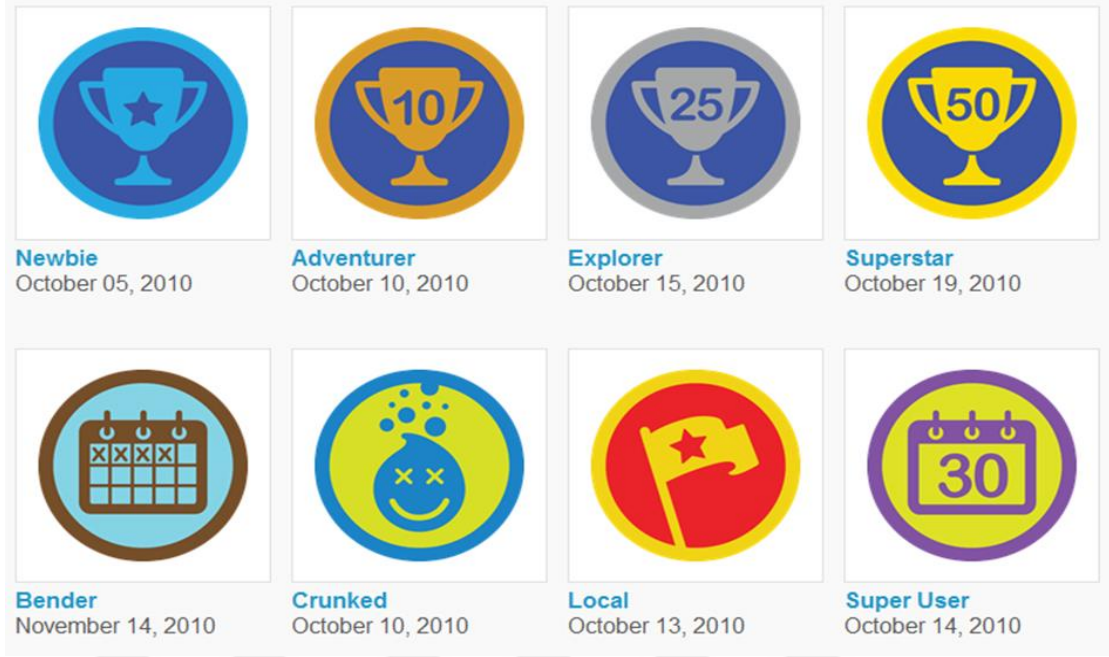 10 25 50
Newbie Adventurer Explorer Superstar
October 05, 2010 October 10, 2010 October 15, 2010 October 19, 2010
x x x x x x 30
Bender Crunked Local Super User
November 14, 2010 October 10, 2010 October 13, 2010 October 14, 2010